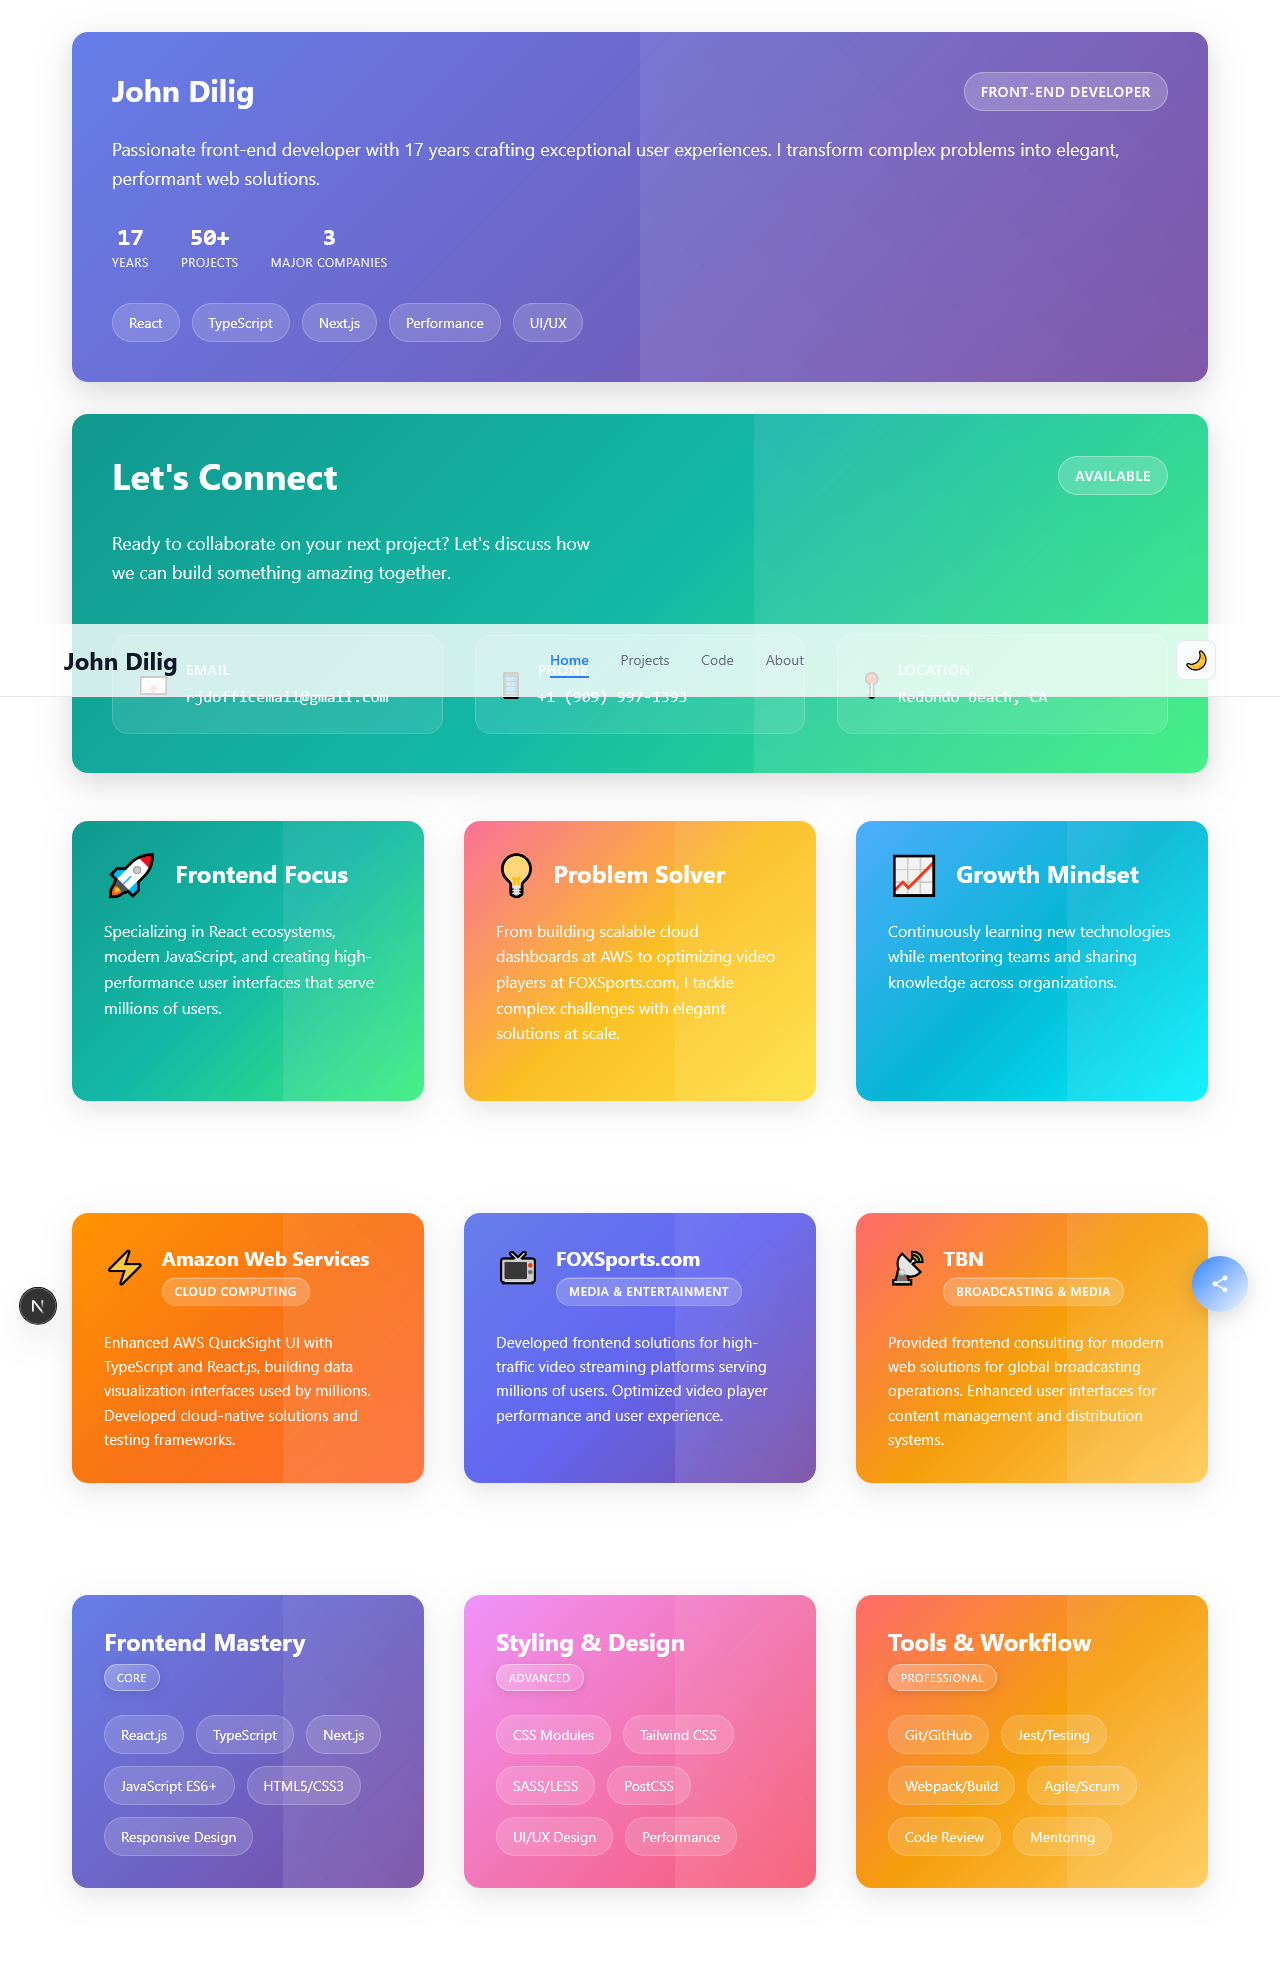 John Dilig
FRONT-END DEVELOPER
Passionate front-end developer with 17 years crafting exceptional user experiences. I transform complex problems into elegant,
performant web solutions.
17
YEARS
50+
PROJECTS
3
MAJOR COMPANIES
React
TypeScript
Next.js
Performance
UI/UX
Let's Connect
AVAILABLE
Ready to collaborate on your next project? Let's discuss how
we can build something amazing together.
John Dilig
Home
Projects
Code
About
EMAIL
rjdofficemail@gmail.com
PHONE
+1 (909) 997-1393
LOCATION
Redondo Beach, CA
Frontend Focus
Specializing in React ecosystems,
modern JavaScript, and creating high-
performance user interfaces that serve
millions of users.
Problem Solver
From building scalable cloud
dashboards at AWS to optimizing video
players at FOXSports.com, I tackle
complex challenges with elegant
solutions at scale.
Growth Mindset
Continuously learning new technologies
while mentoring teams and sharing
knowledge across organizations.
Amazon Web Services
CLOUD COMPUTING
Enhanced AWS QuickSight UI with
TypeScript and React.js, building data
visualization interfaces used by millions.
Developed cloud-native solutions and
testing frameworks.
FOXSports.com
MEDIA & ENTERTAINMENT
Developed frontend solutions for high-
traffic video streaming platforms serving
millions of users. Optimized video player
performance and user experience.
TBN
BROADCASTING & MEDIA
Provided frontend consulting for modern
web solutions for global broadcasting
operations. Enhanced user interfaces for
content management and distribution
systems.
N
Frontend Mastery
CORE
React.js
TypeScript
Next.js
JavaScript ES6+
HTML5/CSS3
Responsive Design
Styling & Design
ADVANCED
CSS Modules
Tailwind CSS
SASS/LESS
PostCSS
UI/UX Design
Performance
Tools & Workflow
PROFESSIONAL
Git/GitHub
Jest/Testing
Webpack/Build
Agile/Scrum
Code Review
Mentoring